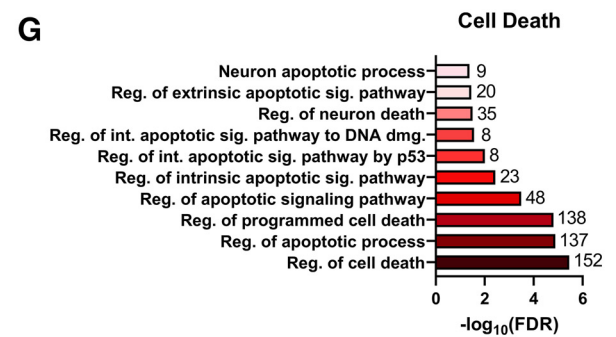 G
Cell Death
Neuron apoptotic process 9
Reg. of extrinsic apoptotic sig. pathway 20
Reg. of neuron death 35
Reg. of int. apoptotic sig. pathway to DNA dmg. 8
Reg. of int. apoptotic sig. pathway by p53 8
Reg. of intrinsic apoptotic sig. pathway 23
Reg. of apoptotic signaling pathway 48
Reg. of programmed cell death 138
Reg. of apoptotic process 137
Reg. of cell death 152
0 2 4 6
-log₁₀(FDR)